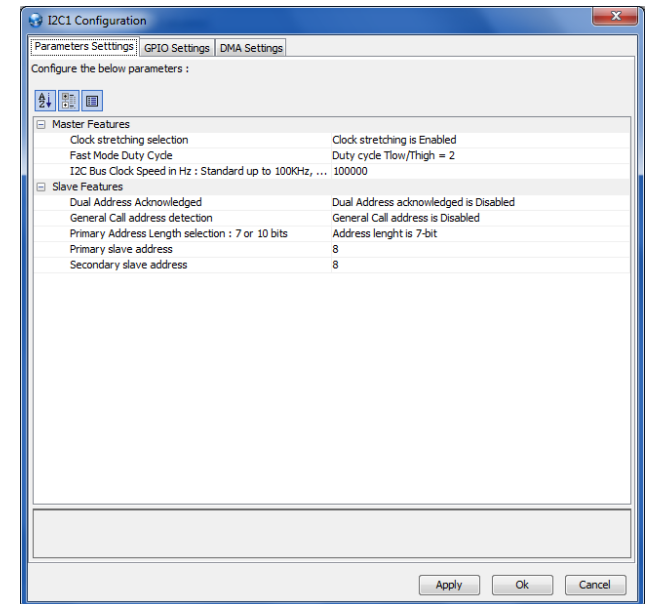 I2C1 Configuration
Parameters Setttings GPIO Settings DMA Settings
Configure the below parameters :
Master Features
Clock stretching selection Clock stretching is Enabled
Fast Mode Duty Cycle Duty cycle Tlow/Thigh = 2
I2C Bus Clock Speed in Hz : Standard up to 100KHz, ... 100000
Slave Features
Dual Address Acknowledged Dual Address acknowledged is Disabled
General Call address detection General Call address is Disabled
Primary Address Length selection : 7 or 10 bits Address lenght is 7-bit
Primary slave address 8
Secondary slave address 8
Apply Ok Cancel